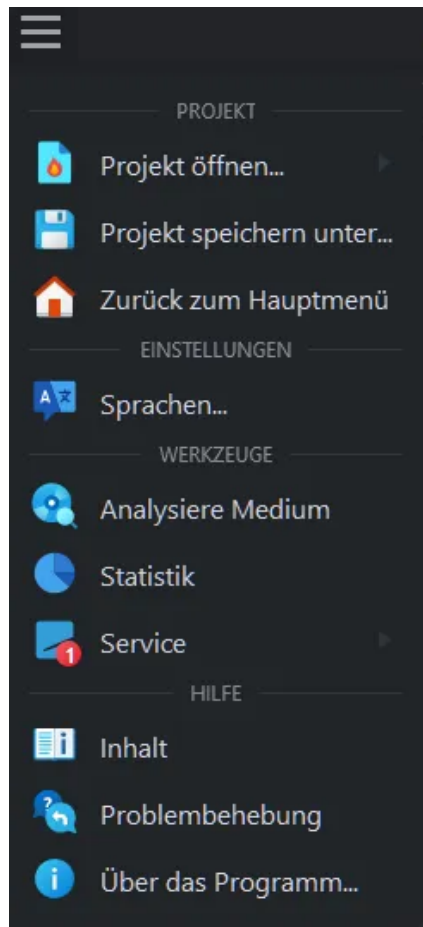 PROJEKT
Projekt öffnen...
Projekt speichern unter...
Zurück zum Hauptmenü
EINSTELLUNGEN
A
Sprachen...
WERKZEUGE
Analysiere Medium
Statistik
Service
1
HILFE
i
Inhalt
?
Problembehebung
i
Über das Programm...